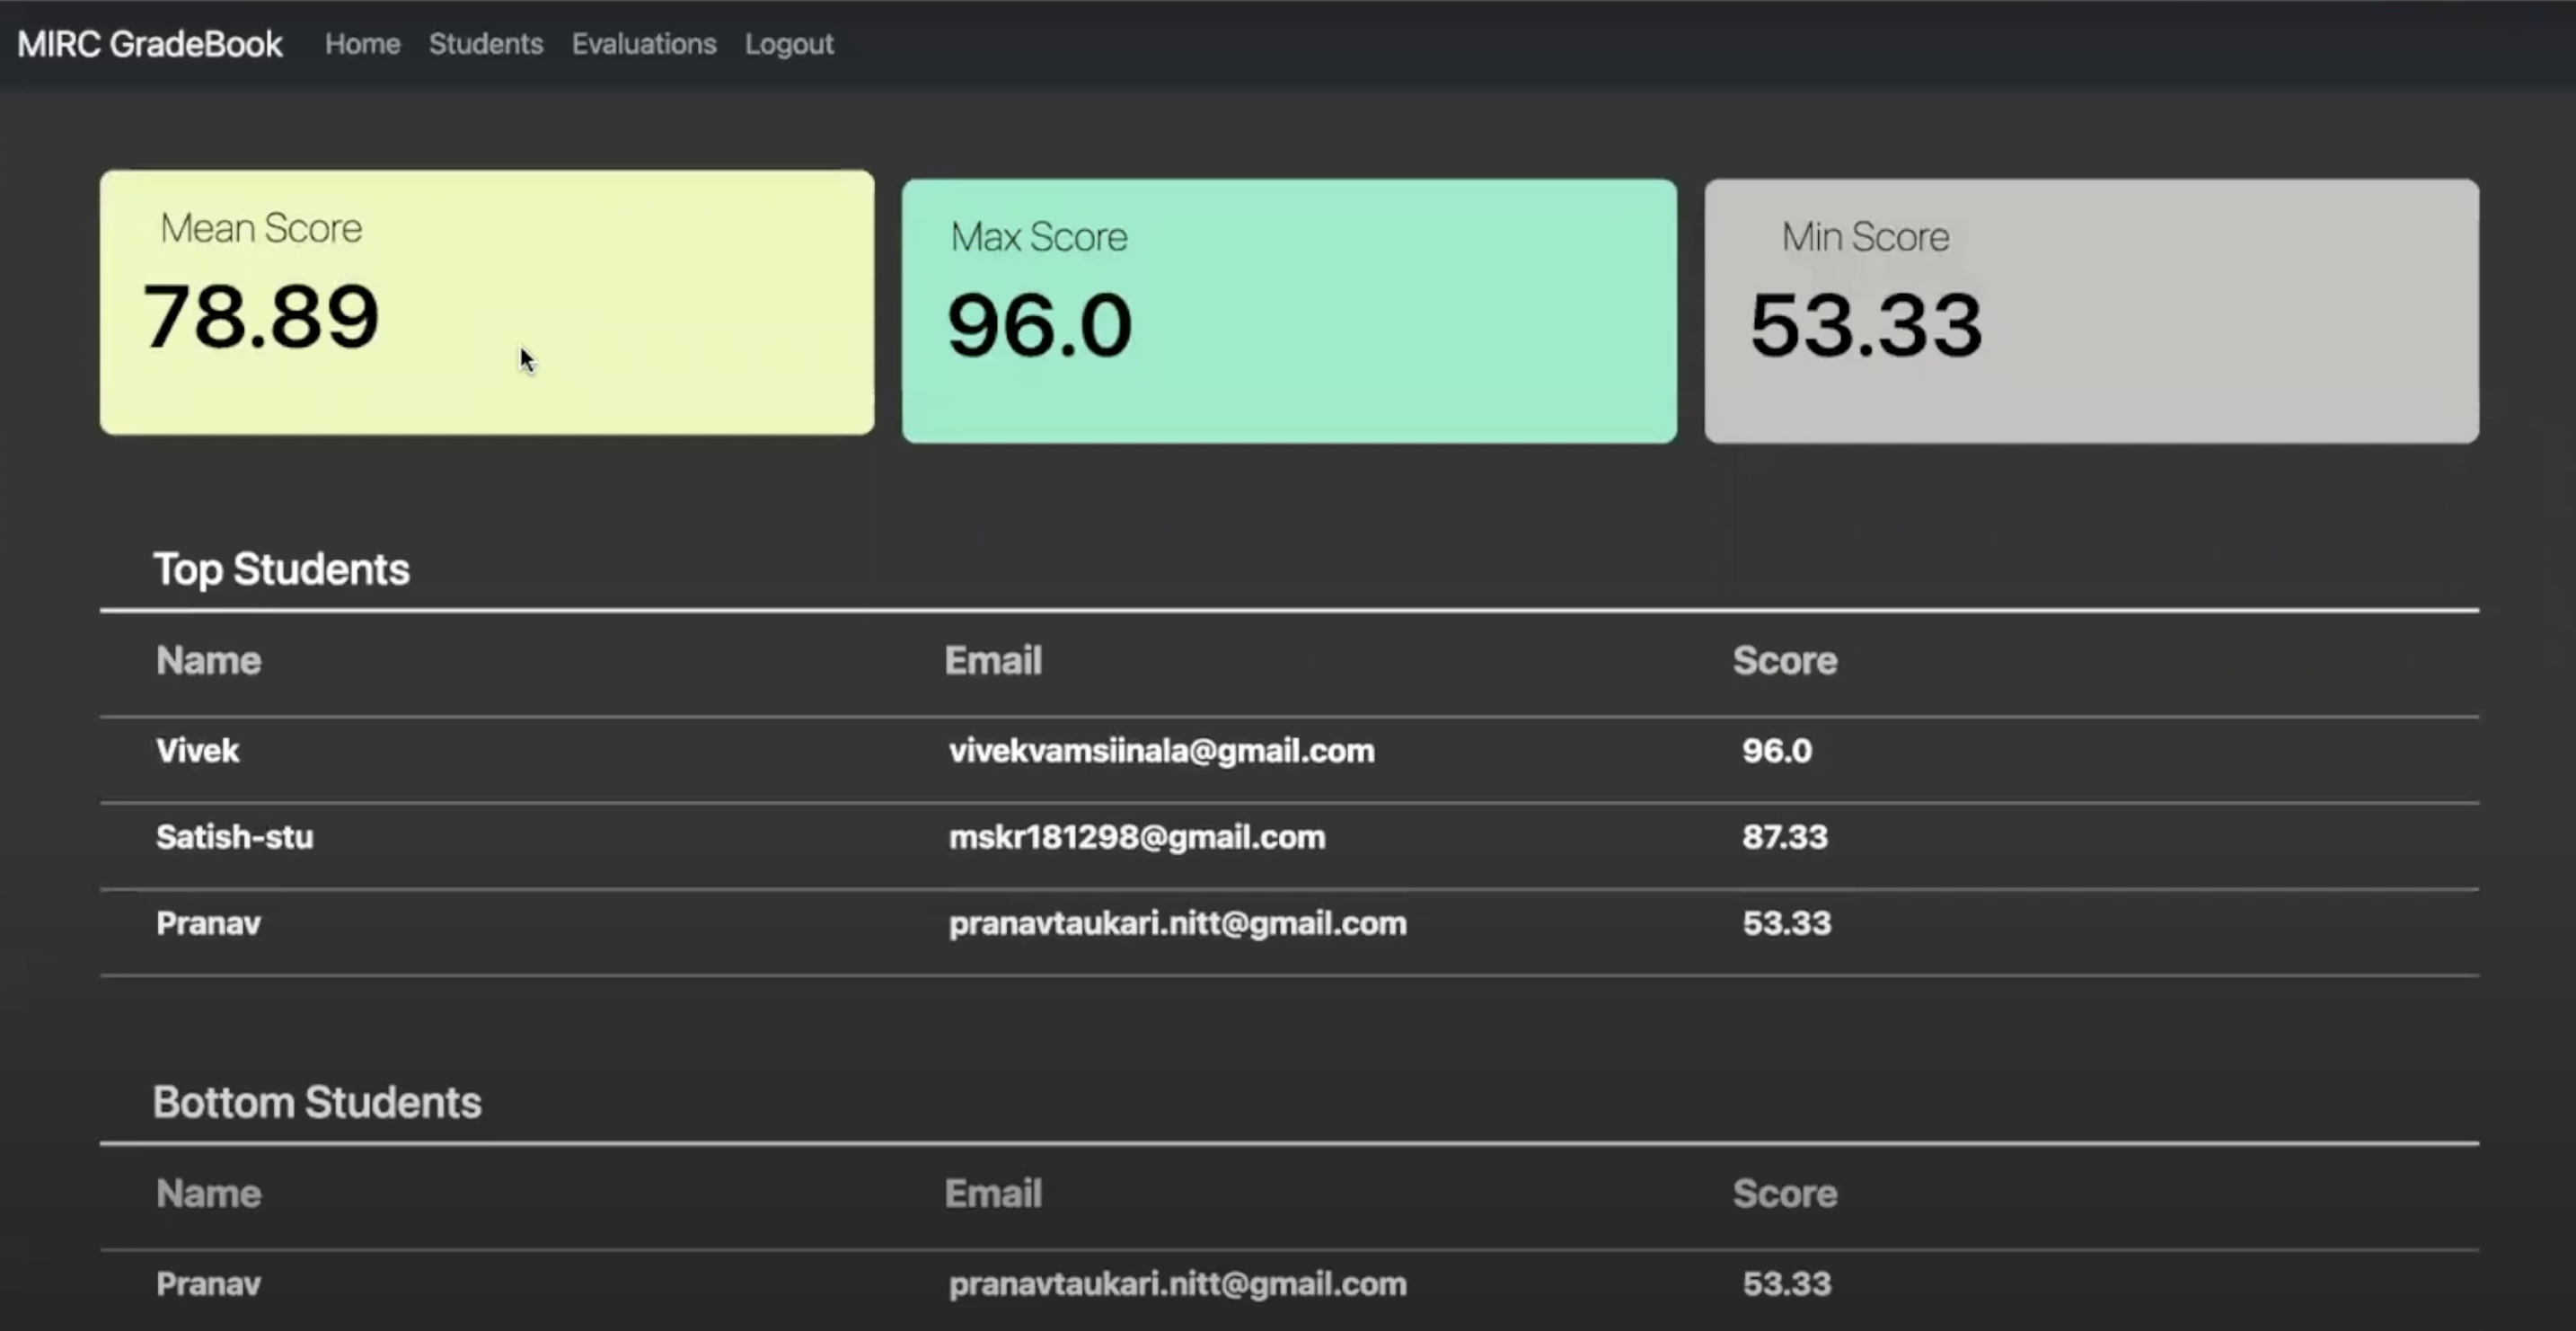 MIRC GradeBook Home Students Evaluations Logout
Mean Score Max Score Min Score
78.89 96.0 53.33
Top Students
Name Email Score
Vivek vivekvamsiinala@gmail.com 96.0
Satish-stu mskr181298@gmail.com 87.33
Pranav pranavtaukari.nitt@gmail.com 53.33
Bottom Students
Name Email Score
Pranav pranavtaukari.nitt@gmail.com 53.33